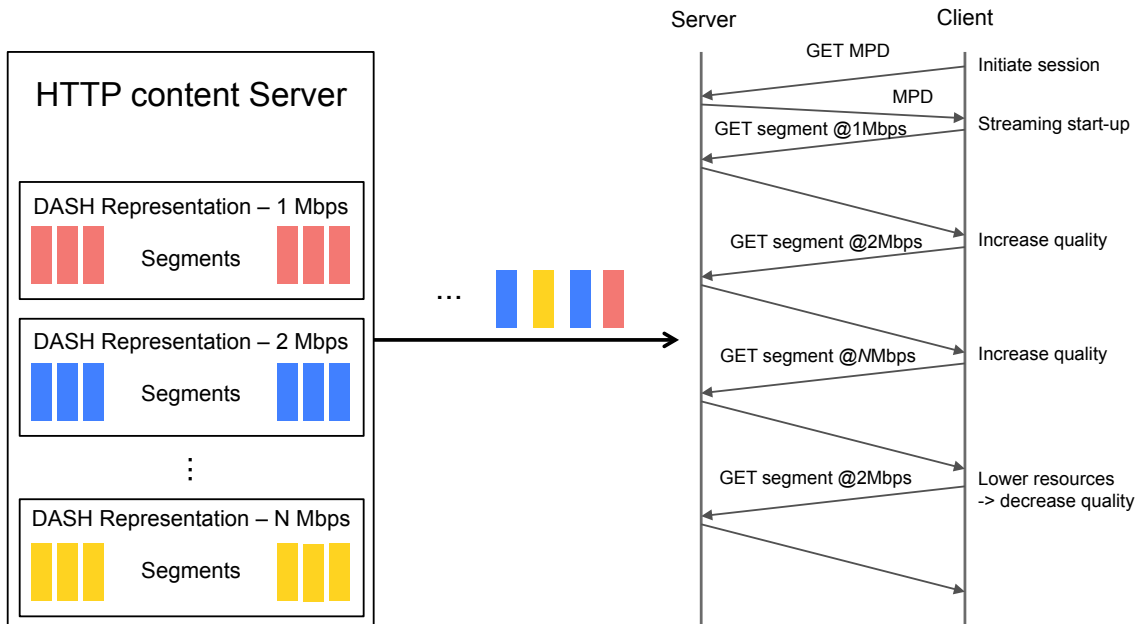 HTTP content Server
DASH Representation – 1 Mbps
Segments
DASH Representation – 2 Mbps
Segments
⋮
DASH Representation – N Mbps
Segments
...
Server
Client
GET MPD
Initiate session
MPD
GET segment @1Mbps
Streaming start-up
GET segment @2Mbps
Increase quality
GET segment @NMbps
Increase quality
GET segment @2Mbps
Lower resources
-> decrease quality